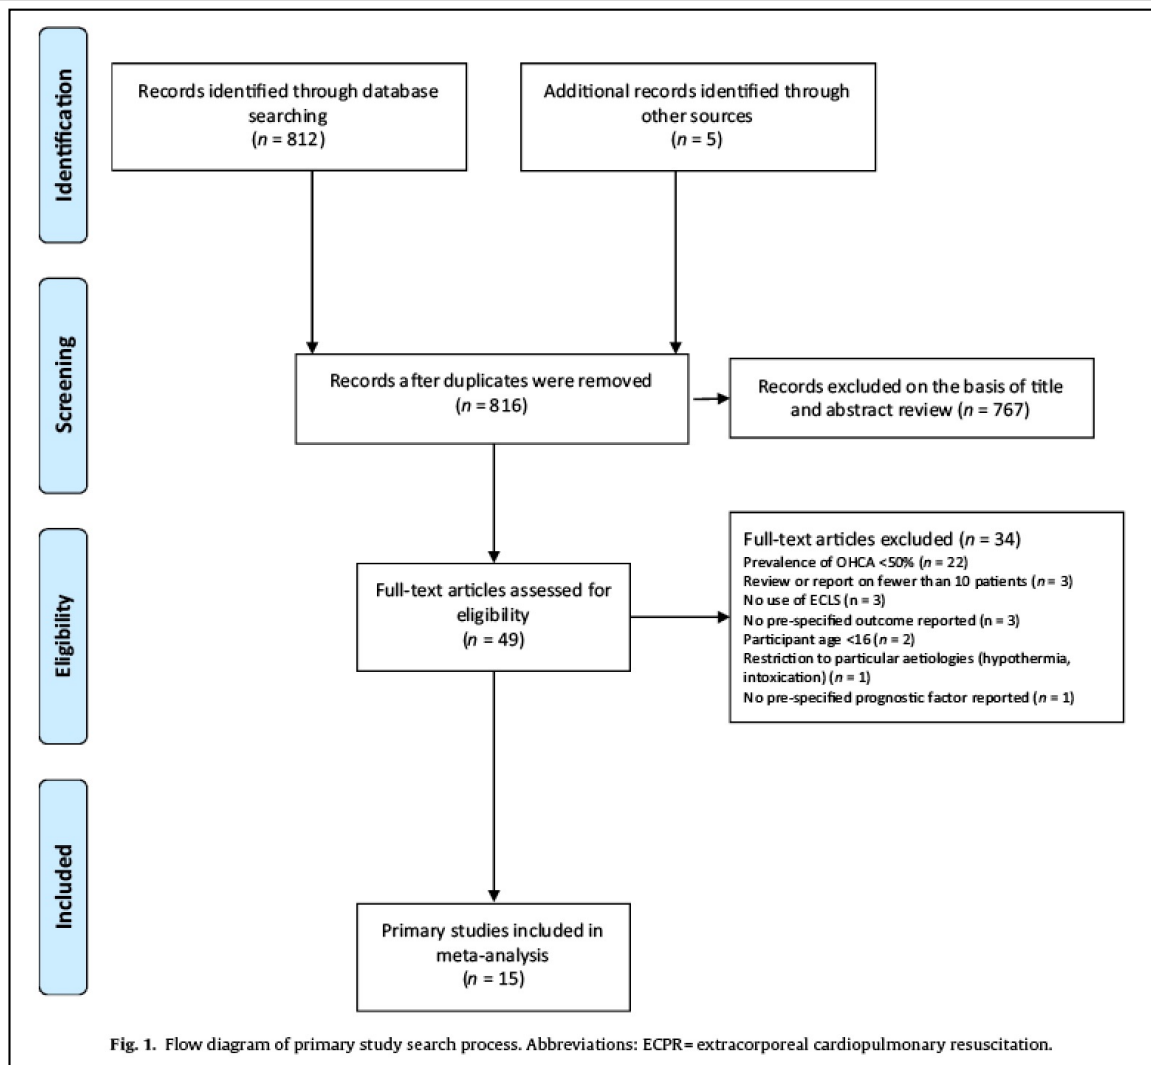 Identification
Records identified through database
searching
(n = 812)
Additional records identified through
other sources
(n = 5)
Screening
Records after duplicates were removed
(n = 816)
Records excluded on the basis of title
and abstract review (n = 767)
Eligibility
Full-text articles assessed for
eligibility
(n = 49)
Full-text articles excluded (n = 34)
Prevalence of OHCA <50% (n = 22)
Review or report on fewer than 10 patients (n = 3)
No use of ECLS (n = 3)
No pre-specified outcome reported (n = 3)
Participant age <16 (n = 2)
Restriction to particular aetiologies (hypothermia,
intoxication) (n = 1)
No pre-specified prognostic factor reported (n = 1)
Included
Primary studies included in
meta-analysis
(n = 15)
Fig. 1. Flow diagram of primary study search process. Abbreviations: ECPR= extracorporeal cardiopulmonary resuscitation.